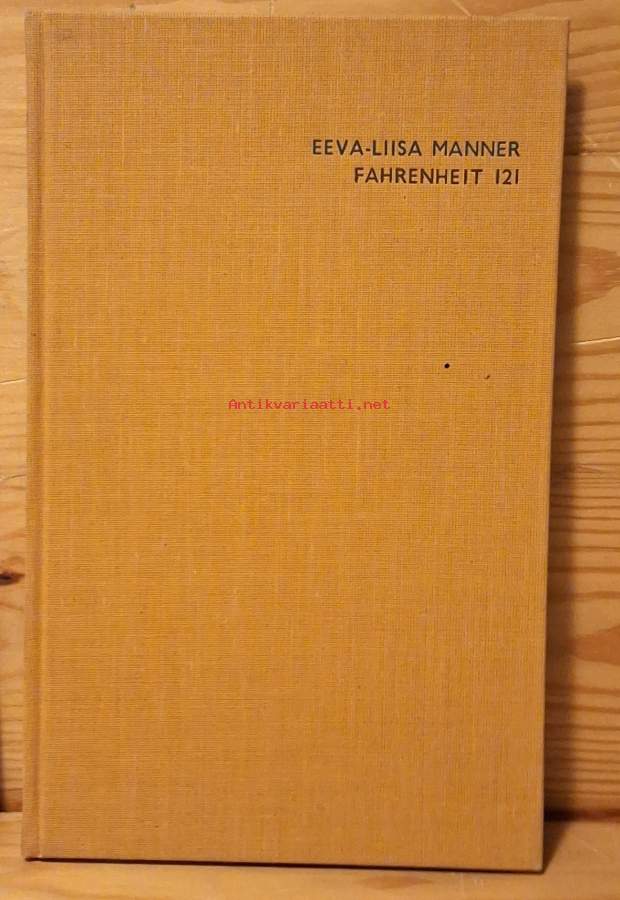 EEVA-LIISA MANNER
FAHRENHEIT 121
Antikvariaatti.net